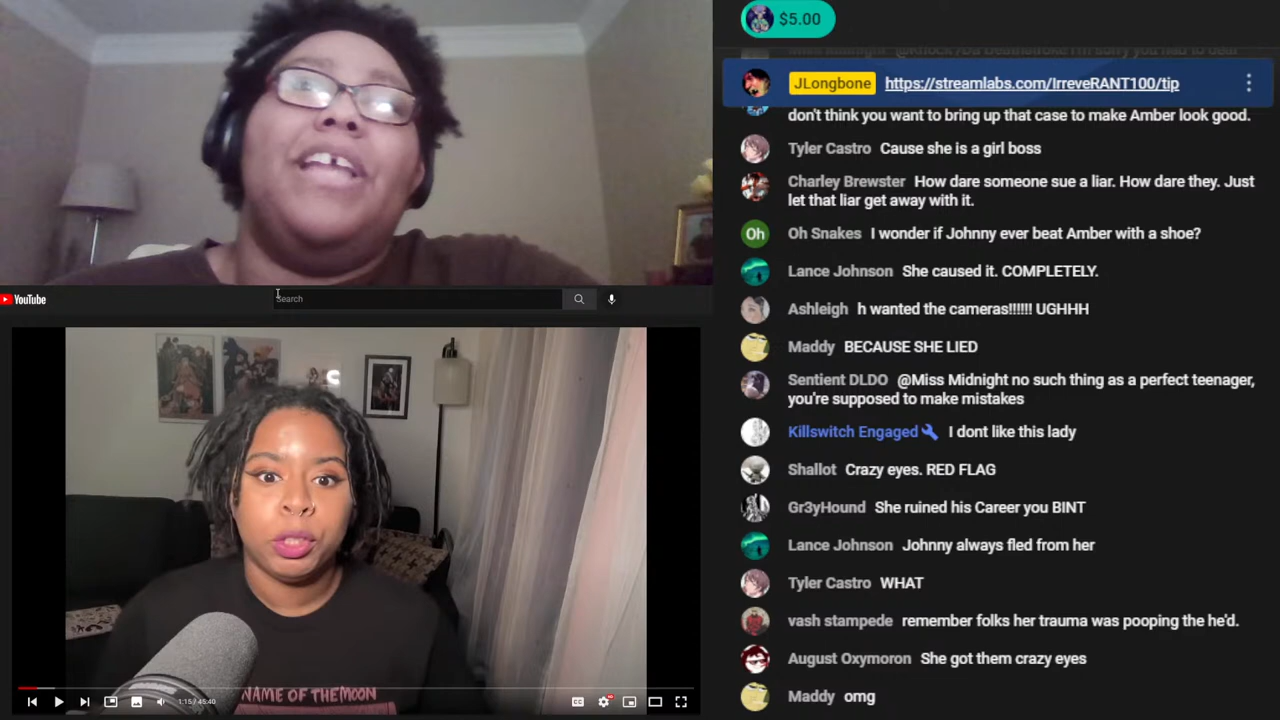 $5.00
JLongbone https://streamlabs.com/IrreveRANT100/tip
don't think you want to bring up that case to make Amber look good.
Tyler Castro Cause she is a girl boss
Charley Brewster How dare someone sue a liar. How dare they. Just
let that liar get away with it.
Oh Oh Snakes I wonder if Johnny ever beat Amber with a shoe?
Lance Johnson She caused it. COMPLETELY.
Ashleigh h wanted the cameras!!!!!! UGHHH
Maddy BECAUSE SHE LIED
Sentient DLDO @Miss Midnight no such thing as a perfect teenager,
you're supposed to make mistakes
Killswitch Engaged I dont like this lady
Shallot Crazy eyes. RED FLAG
Gr3yHound She ruined his Career you BINT
Lance Johnson Johnny always fled from her
Tyler Castro WHAT
vash stampede remember folks her trauma was pooping the he'd.
August Oxymoron She got them crazy eyes
Maddy omg
YouTube
Search
NAME OF THE MOON
1:15 / 45:40
CC